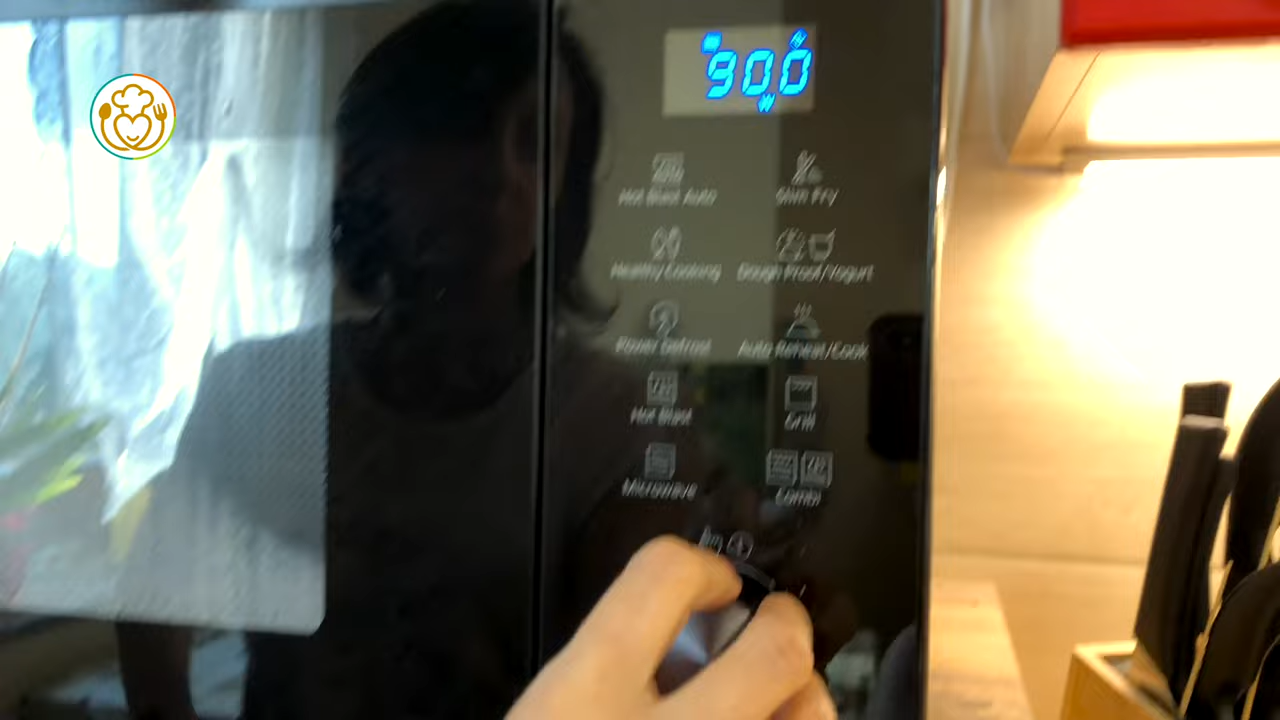 900
W
Hot Blast Auto
Slim Fry
Healthy Cooking
Dough Proof/Yogurt
Power Defrost
Auto Reheat/Cook
Hot Blast
Grill
Microwave
Combi